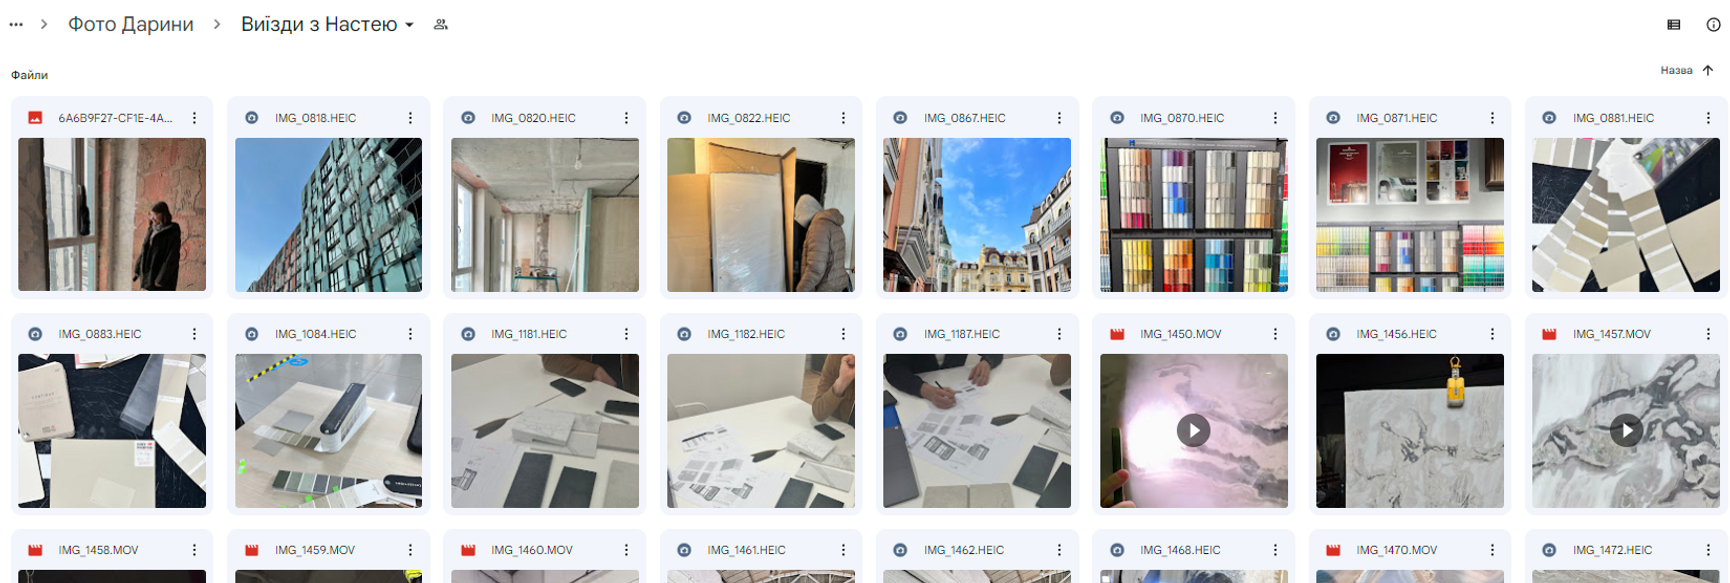 Фото Дарини
Виїзди з Настею
Файли
Назва
6A6B9F27-CF1E-4A...
IMG_0818.HEIC
IMG_0820.HEIC
IMG_0822.HEIC
IMG_0867.HEIC
IMG_0870.HEIC
IMG_0871.HEIC
IMG_0881.HEIC
IMG_0883.HEIC
IMG_1084.HEIC
IMG_1181.HEIC
IMG_1182.HEIC
IMG_1187.HEIC
IMG_1450.MOV
IMG_1456.HEIC
IMG_1457.MOV
IMG_1458.MOV
IMG_1459.MOV
IMG_1460.MOV
IMG_1461.HEIC
IMG_1462.HEIC
IMG_1468.HEIC
IMG_1470.MOV
IMG_1472.HEIC